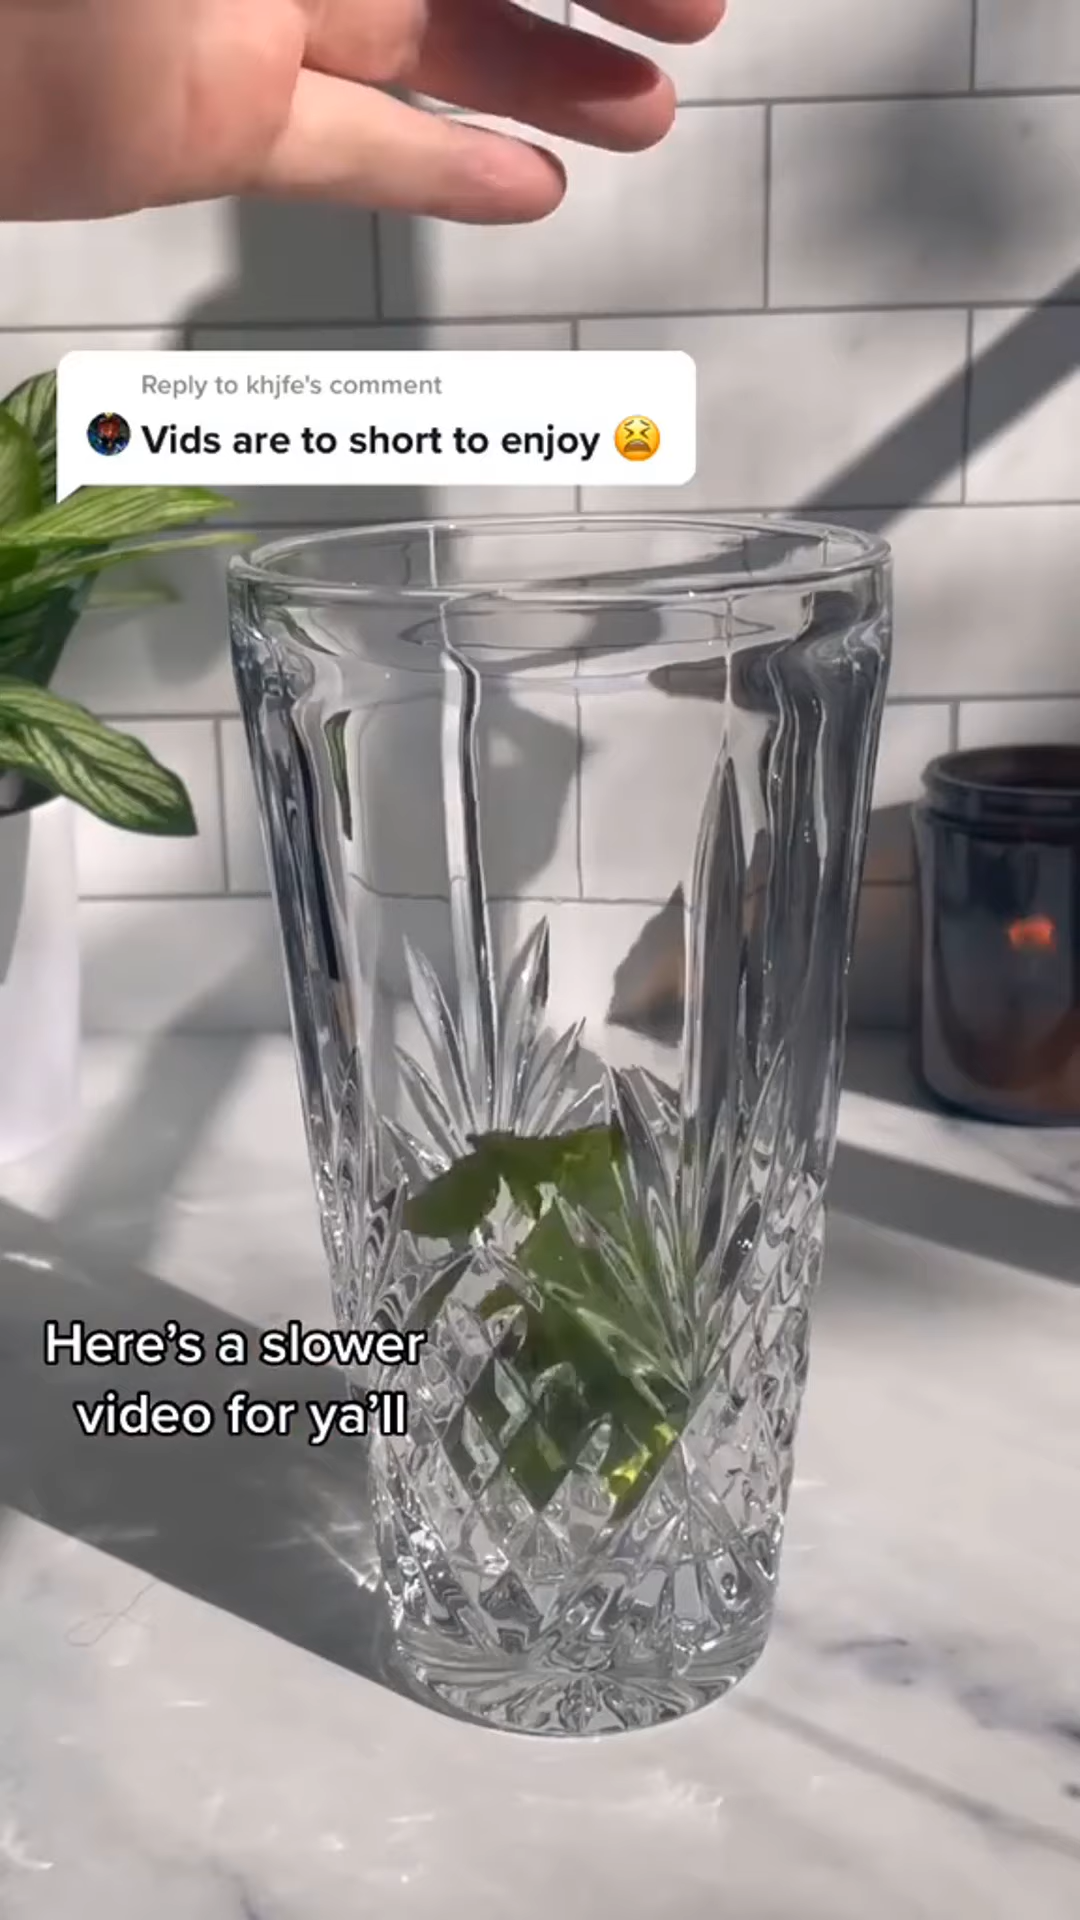 Reply to khjfe's comment
Vids are to short to enjoy 😫
Here's a slower
video for ya'll